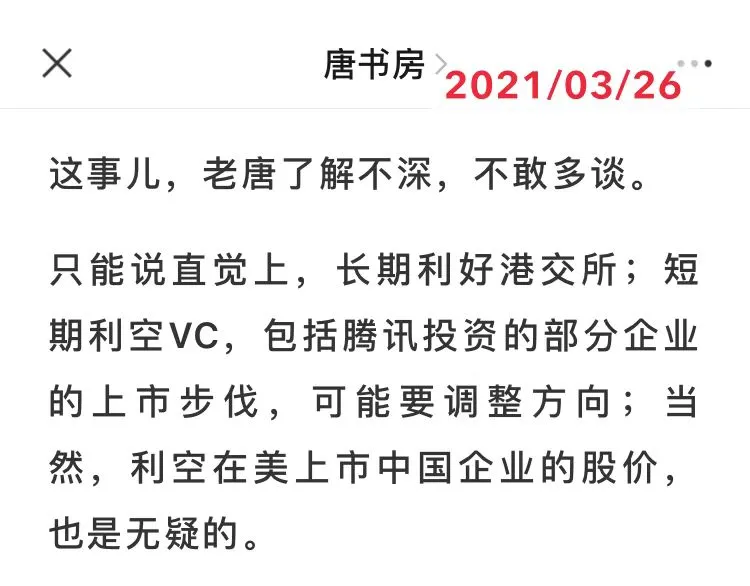 唐书房
2021/03/26
这事儿，老唐了解不深，不敢多谈。
只能说直觉上，长期利好港交所；短
期利空VC，包括腾讯投资的部分企业
的上市步伐，可能要调整方向；当
然，利空在美上市中国企业的股价，
也是无疑的。